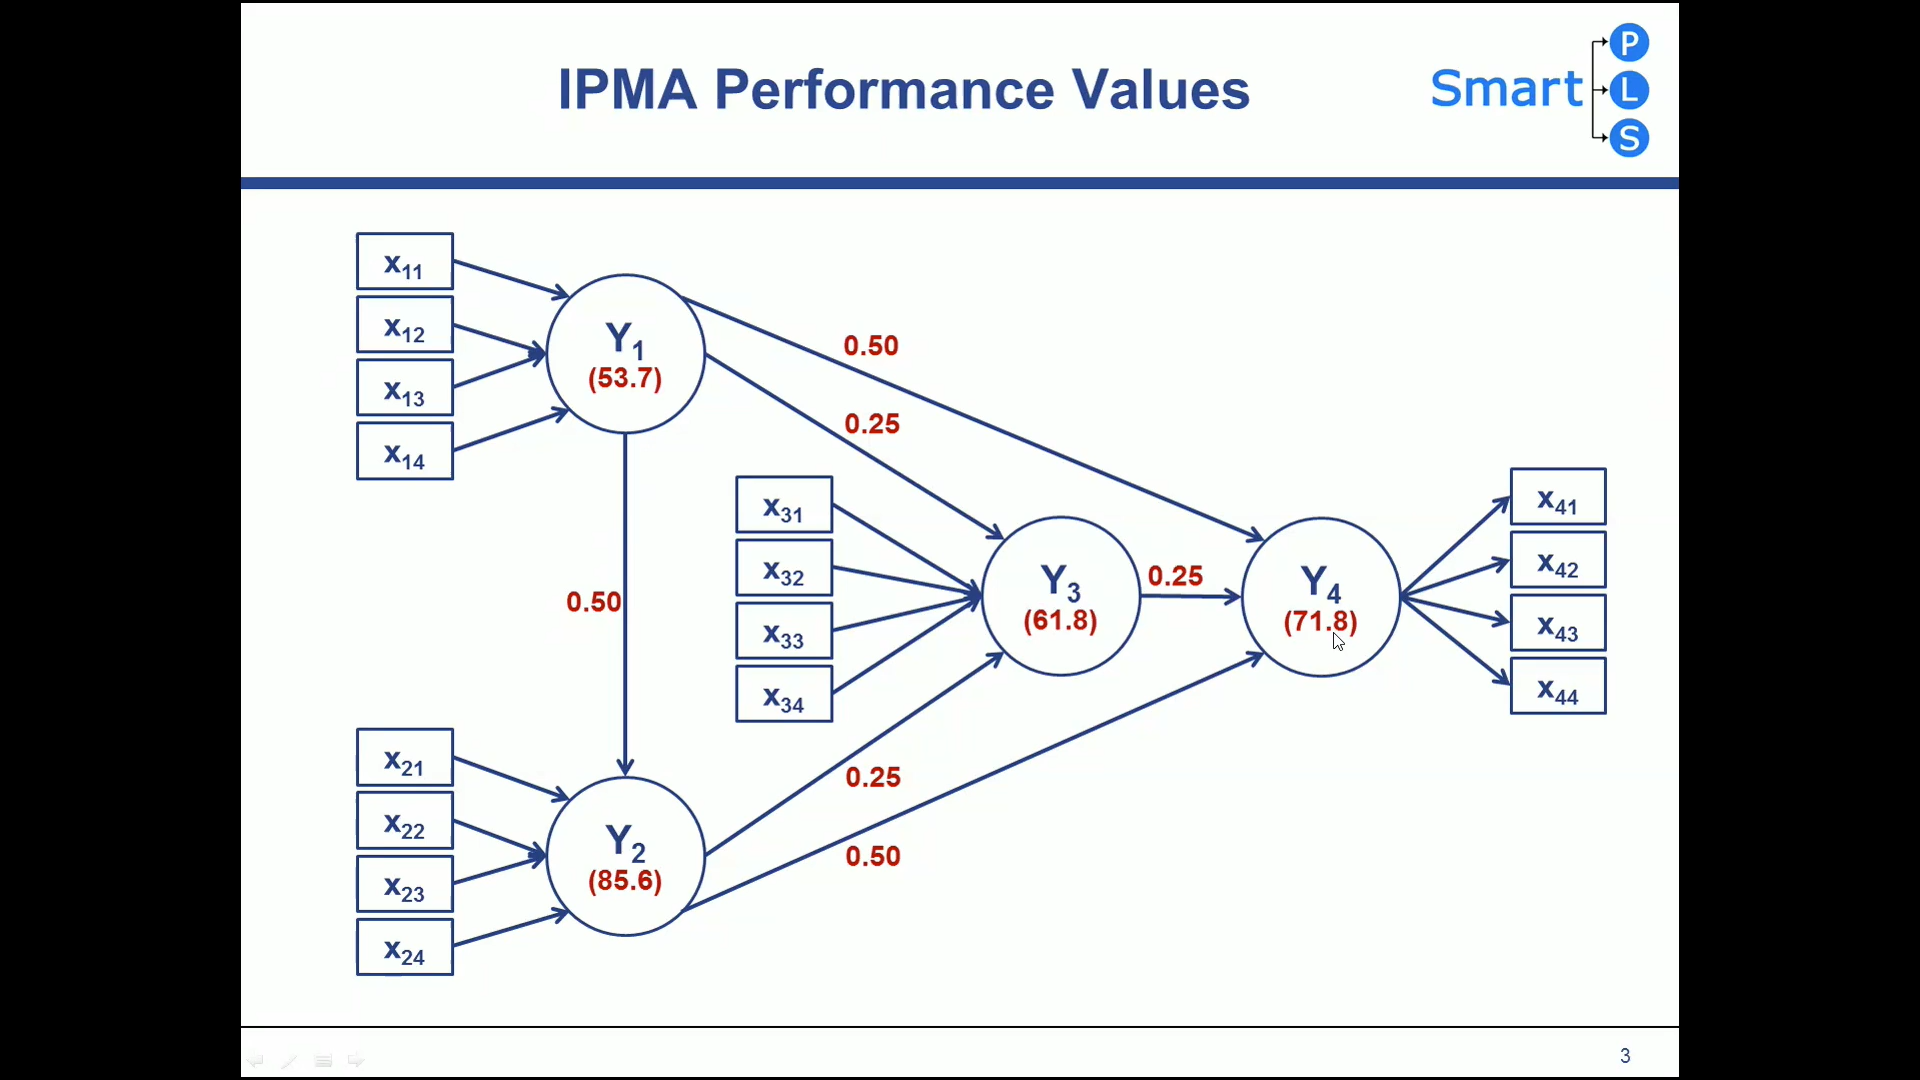 IPMA Performance Values
Smart
P
L
S
x11
x12
x13
x14
Y1
(53.7)
0.50
0.25
x31
x32
x33
x34
Y3
(61.8)
0.25
Y4
(71.8)
x41
x42
x43
x44
0.50
x21
x22
x23
x24
Y2
(85.6)
0.25
0.50
3